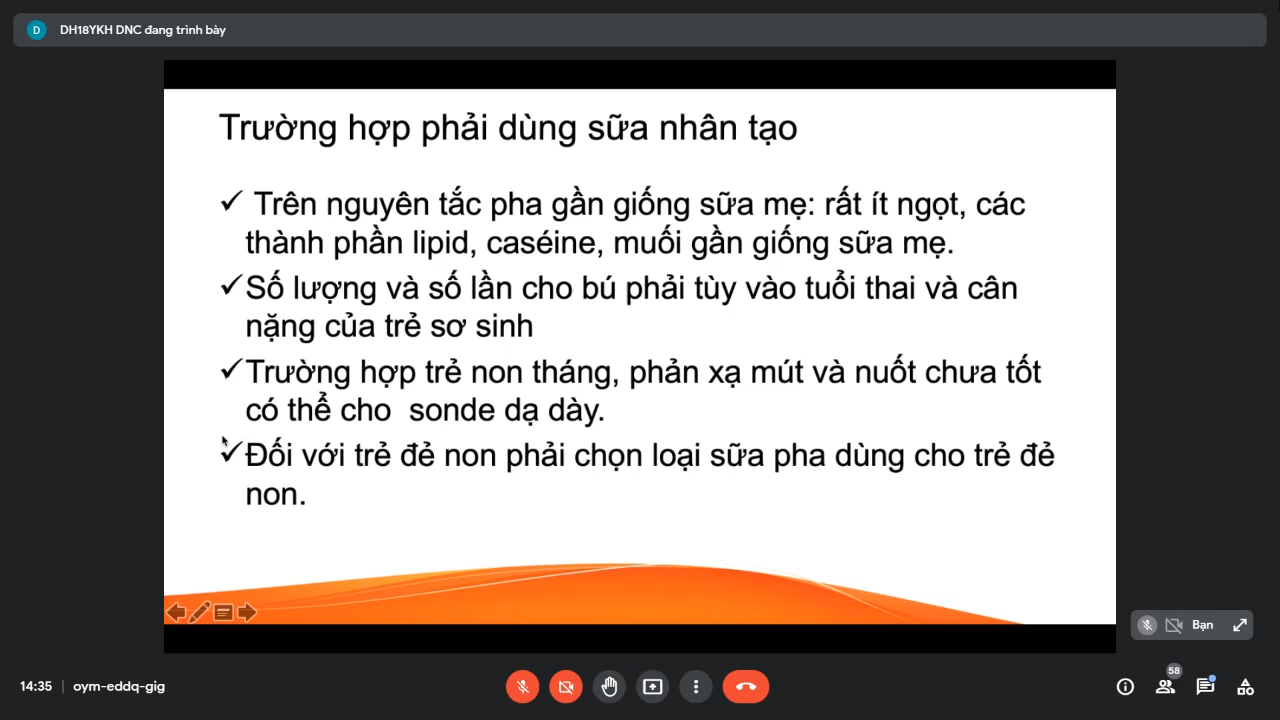 D DH18YKH DNC đang trình bày
Trường hợp phải dùng sữa nhân tạo
✓ Trên nguyên tắc pha gần giống sữa mẹ: rất ít ngọt, các
thành phần lipid, caséine, muối gần giống sữa mẹ.
✓ Số lượng và số lần cho bú phải tùy vào tuổi thai và cân
nặng của trẻ sơ sinh
✓ Trường hợp trẻ non tháng, phản xạ mút và nuốt chưa tốt
có thể cho sonde dạ dày.
✓ Đối với trẻ đẻ non phải chọn loại sữa pha dùng cho trẻ đẻ
non.
Bạn
14:35 | oym-eddq-gig
58